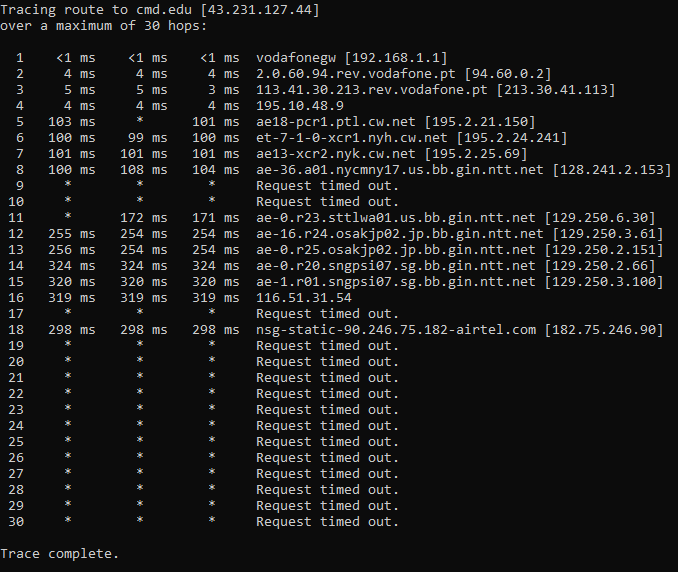 Tracing route to cmd.edu [43.231.127.44]
over a maximum of 30 hops:
1 <1 ms <1 ms <1 ms vodafonegw [192.168.1.1]
2 4 ms 4 ms 4 ms 2.0.60.94.rev.vodafone.pt [94.60.0.2]
3 5 ms 5 ms 3 ms 113.41.30.213.rev.vodafone.pt [213.30.41.113]
4 4 ms 4 ms 4 ms 195.10.48.9
5 103 ms * 101 ms ae18-pcr1.ptl.cw.net [195.2.21.150]
6 100 ms 99 ms 100 ms et-7-1-0-xcr1.nyh.cw.net [195.2.24.241]
7 101 ms 101 ms 101 ms ae13-xcr2.nyk.cw.net [195.2.25.69]
8 100 ms 108 ms 104 ms ae-36.a01.nycmny17.us.bb.gin.ntt.net [128.241.2.153]
9 * * * Request timed out.
10 * * * Request timed out.
11 * 172 ms 171 ms ae-0.r23.sttlwa01.us.bb.gin.ntt.net [129.250.6.30]
12 255 ms 254 ms 254 ms ae-16.r24.osakjp02.jp.bb.gin.ntt.net [129.250.3.61]
13 256 ms 254 ms 254 ms ae-0.r25.osakjp02.jp.bb.gin.ntt.net [129.250.2.151]
14 324 ms 324 ms 324 ms ae-0.r20.sngpsi07.sg.bb.gin.ntt.net [129.250.2.66]
15 320 ms 320 ms 320 ms ae-1.r01.sngpsi07.sg.bb.gin.ntt.net [129.250.3.100]
16 319 ms 319 ms 319 ms 116.51.31.54
17 * * * Request timed out.
18 298 ms 298 ms 298 ms nsg-static-90.246.75.182-airtel.com [182.75.246.90]
19 * * * Request timed out.
20 * * * Request timed out.
21 * * * Request timed out.
22 * * * Request timed out.
23 * * * Request timed out.
24 * * * Request timed out.
25 * * * Request timed out.
26 * * * Request timed out.
27 * * * Request timed out.
28 * * * Request timed out.
29 * * * Request timed out.
30 * * * Request timed out.
Trace complete.